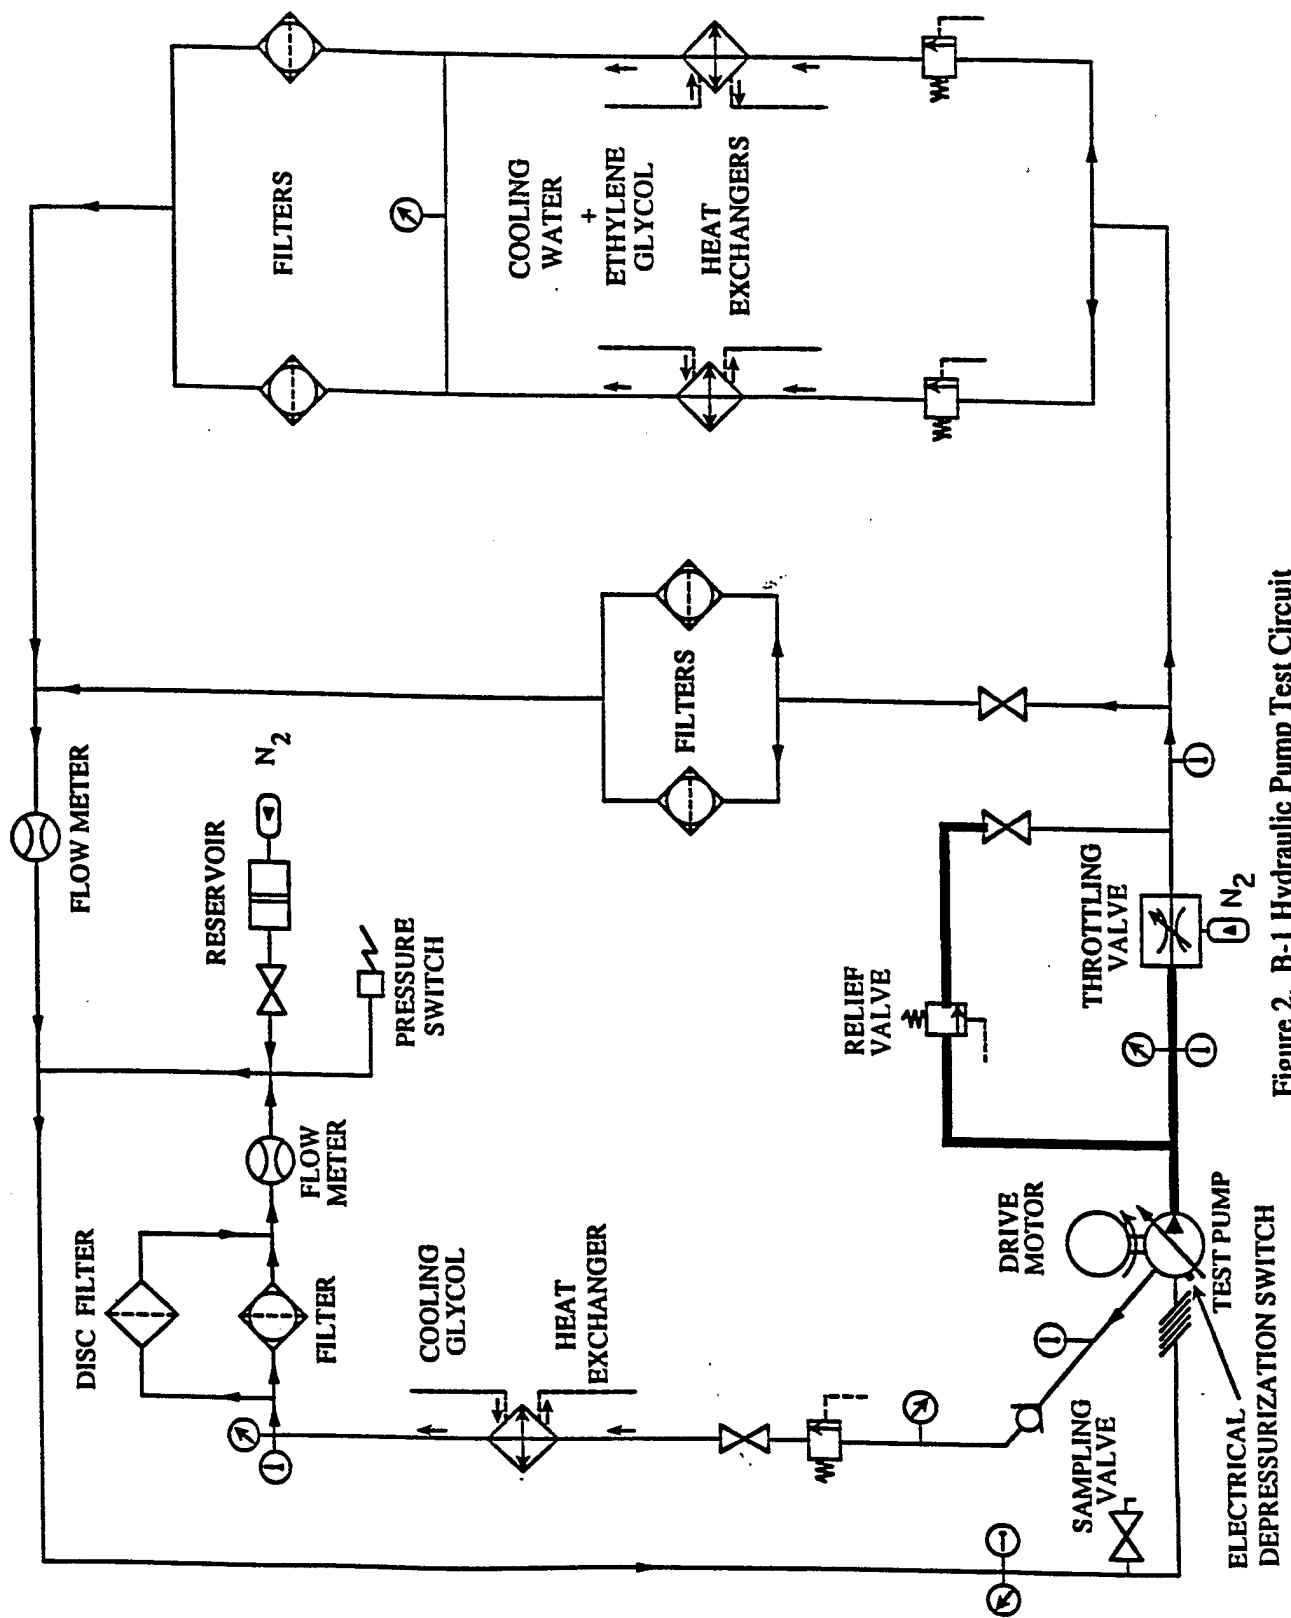 FILTERS
COOLING
WATER
+
ETHYLENE
GLYCOL
HEAT
EXCHANGERS
FLOW METER
RESERVOIR
N2
PRESSURE
SWITCH
FILTERS
DISC FILTER
FILTER
FLOW
METER
COOLING
GLYCOL
HEAT
EXCHANGER
RELIEF
VALVE
THROTTLING
VALVE
N2
DRIVE
MOTOR
TEST PUMP
SAMPLING
VALVE
ELECTRICAL
DEPRESSURIZATION SWITCH
Figure 2. B-1 Hydraulic Pump Test Circuit